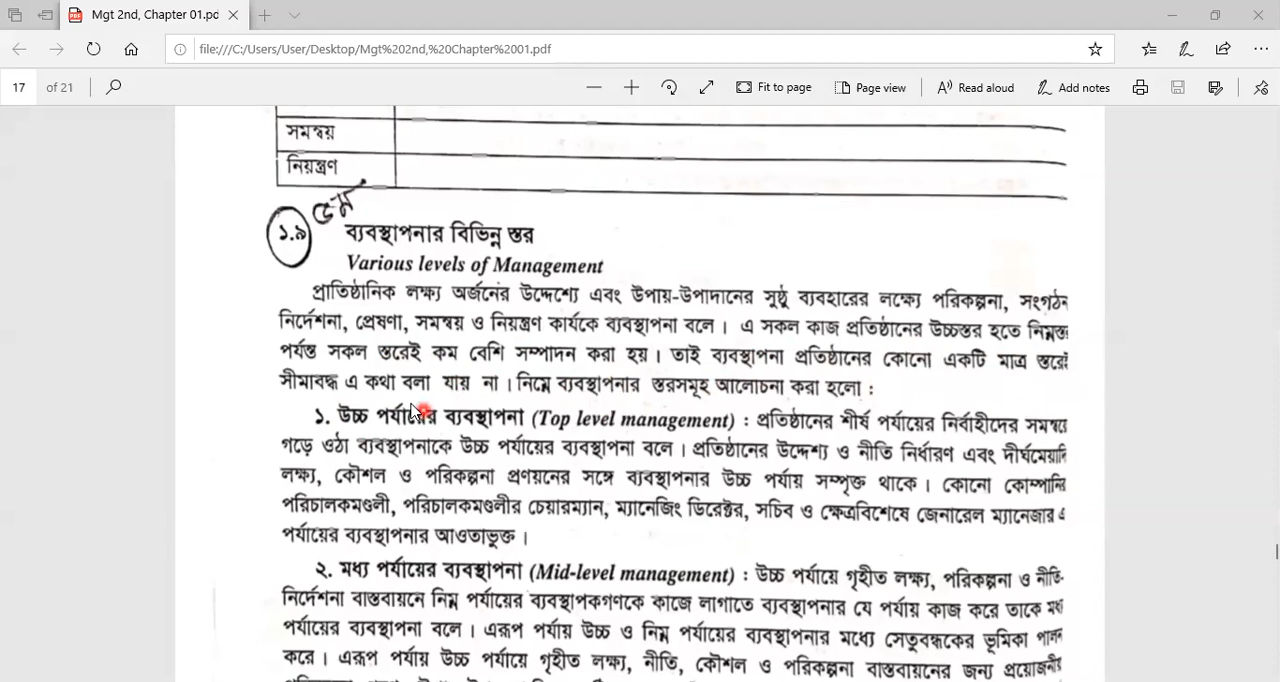 Mgt 2nd, Chapter 01.pd
file:///C:/Users/User/Desktop/Mgt%202nd,%20Chapter%2001.pdf
17 of 21 Fit to page Page view Read aloud Add notes
সমন্বয়
নিয়ন্ত্রণ
১.৯ ব্যবস্থাপনার বিভিন্ন স্তর
Various levels of Management
প্রাতিষ্ঠানিক লক্ষ্য অর্জনের উদ্দেশ্যে এবং উপায়-উপাদানের সুষ্ঠু ব্যবহারের লক্ষ্যে পরিকল্পনা, সংগঠন
নির্দেশনা, প্রেষণা, সমন্বয় ও নিয়ন্ত্রণ কার্যকে ব্যবস্থাপনা বলে। এ সকল কাজ প্রতিষ্ঠানের উচ্চস্তর হতে
পর্যন্ত সকল স্তরেই কম বেশি সম্পাদন করা হয়। তাই ব্যবস্থাপনা প্রতিষ্ঠানের কোনো একটি মাত্র স্তরেই
সীমাবদ্ধ এ কথা বলা যায় না। নিম্নে ব্যবস্থাপনার স্তরসমূহ আলোচনা করা হলো :
১. উচ্চ পর্যায়ের ব্যবস্থাপনা (Top level management) : প্রতিষ্ঠানের শীর্ষ পর্যায়ের নির্বাহীদের সমন্বয়ে
গড়ে ওঠা ব্যবস্থাপনাকে উচ্চ পর্যায়ের ব্যবস্থাপনা বলে। প্রতিষ্ঠানের উদ্দেশ্য ও নীতি নির্ধারণ এবং
লক্ষ্য, কৌশল ও পরিকল্পনা প্রণয়নের সঙ্গে ব্যবস্থাপনার উচ্চ পর্যায় সম্পৃক্ত থাকে। কোনো কোম্পানির
পরিচালকমণ্ডলী, পরিচালকমণ্ডলীর চেয়ারম্যান, ম্যানেজিং ডিরেক্টর, সচিব ও ক্ষেত্রবিশেষে জেনারেল ম্যানেজার এ
পর্যায়ের ব্যবস্থাপনার আওতাভুক্ত।
২. মধ্য পর্যায়ের ব্যবস্থাপনা (Mid-level management) : উচ্চ পর্যায়ে গৃহীত লক্ষ্য, পরিকল্পনা ও নীতি-
নির্দেশনা বাস্তবায়নে নিম্ন পর্যায়ের ব্যবস্থাপকগণকে কাজে লাগাতে ব্যবস্থাপনার যে পর্যায় কাজ করে তাকে মধ্য
পর্যায়ের ব্যবস্থাপনা বলে। এরূপ পর্যায় উচ্চ ও নিম্ন পর্যায়ের ব্যবস্থাপনার মধ্যে সেতুবন্ধকের ভূমিকা পালন
করে। এরূপ পর্যায় উচ্চ পর্যায়ে গৃহীত লক্ষ্য, নীতি, কৌশল ও পরিকল্পনা বাস্তবায়নের জন্য প্রয়োজনীয়